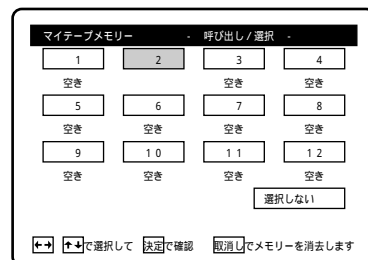 マイテープメモリー - 呼び出し / 選択 -
1 2 3 4
空き 空き 空き
5 6 7 8
空き 空き 空き 空き
9 10 11 12
空き 空き 空き 空き
選択しない
←→ ↑↓で選択して 決定で確認 取消しでメモリーを消去します